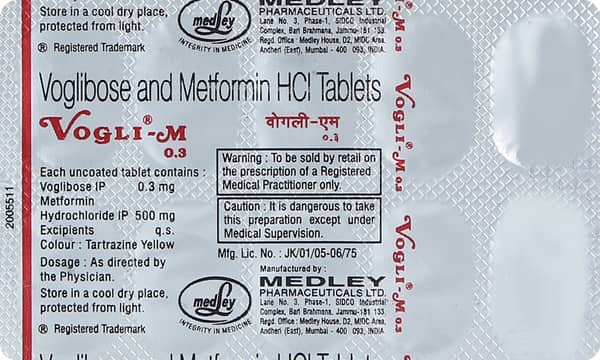 Store in a cool dry place,
protected from light.
® Registered Trademark
medley
INTEGRITY IN MEDICINE
MEDLEY
PHARMACEUTICALS LTD.
Lane No. 3, Phase-1, SIDCO Industrial
Complex, Bari Brahmana, Jammu-181 133.
Regd. Office : Medley House, D2, MIDC Area,
Andheri (East), Mumbai - 400 093, INDIA.
Voglibose and Metformin HCl Tablets
VOGLI-M®
0.3
वोगली-एम
०.३
Each uncoated tablet contains :
Voglibose IP 0.3 mg
Metformin
Hydrochloride IP 500 mg
Excipients q.s.
Colour : Tartrazine Yellow
Dosage : As directed by
the Physician.
Store in a cool dry place,
protected from light.
® Registered Trademark
Warning : To be sold by retail on
the prescription of a Registered
Medical Practitioner only.
Caution : It is dangerous to take
this preparation except under
Medical Supervision.
Mfg. Lic. No. : JK/01/05-06/75
Manufactured by :
medley
INTEGRITY IN MEDICINE
MEDLEY
PHARMACEUTICALS LTD.
Lane No. 3, Phase-1, SIDCO Industrial
Complex, Bari Brahmana, Jammu-181 133.
Regd. Office : Medley House, D2, MIDC Area,
Andheri (East), Mumbai - 400 093, INDIA.
Voglibose and Metformin HCl Tablets
2005511
VOGLI-M 0.3
VOGLI-M® 0.3
VOGLI-M® 0.3